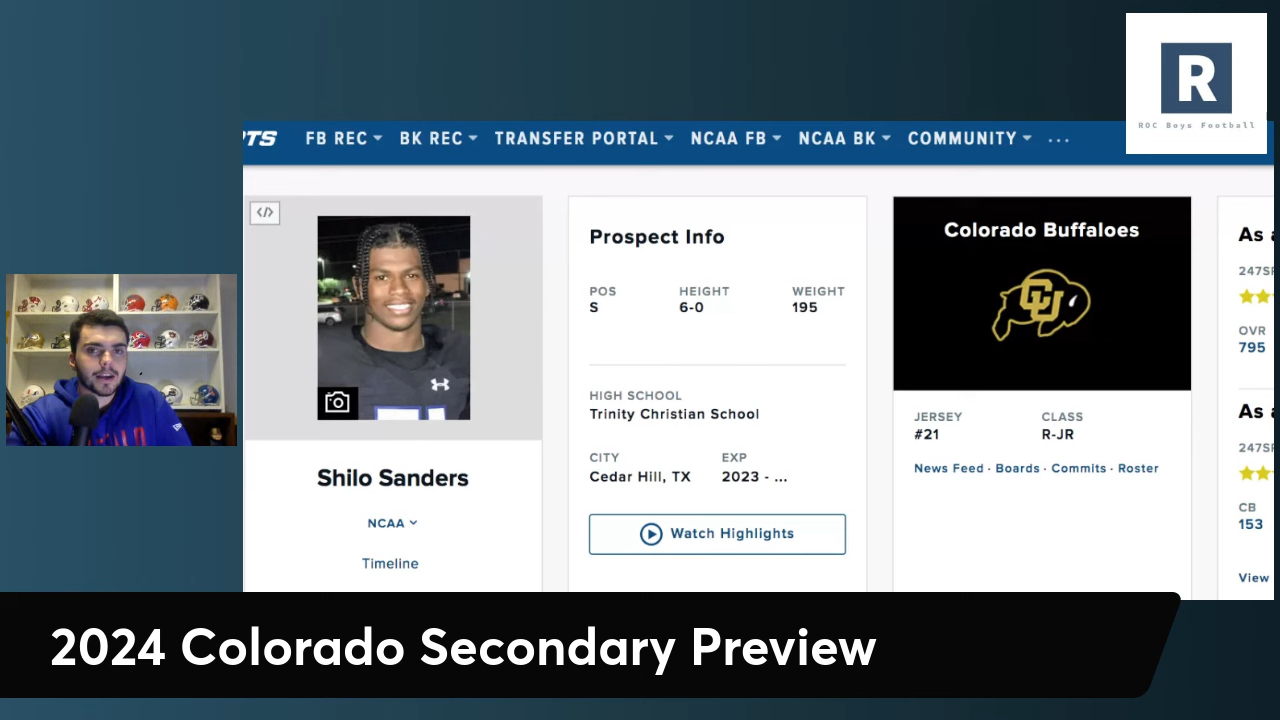 R
ROC Boys Football
TS
FB REC
BK REC
TRANSFER PORTAL
NCAA FB
NCAA BK
COMMUNITY
...
</>
Shilo Sanders
NCAA
Timeline
Prospect Info
POS HEIGHT WEIGHT
S 6-0 195
HIGH SCHOOL
Trinity Christian School
CITY EXP
Cedar Hill, TX 2023 - ...
Watch Highlights
Colorado Buffaloes
CU
JERSEY CLASS
#21 R-JR
News Feed · Boards · Commits · Roster
As
247SP
OVR
795
As
247SP
CB
153
View
2024 Colorado Secondary Preview